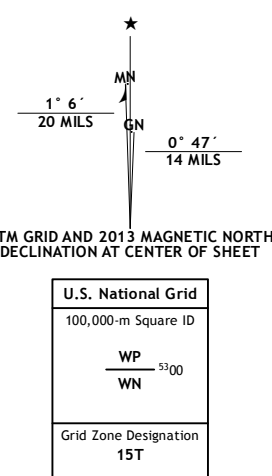 MN
GN
1° 6´
20 MILS
0° 47´
14 MILS
TM GRID AND 2013 MAGNETIC NORTH
DECLINATION AT CENTER OF SHEET
U.S. National Grid
100,000-m Square ID
WP
5300
WN
Grid Zone Designation
15T